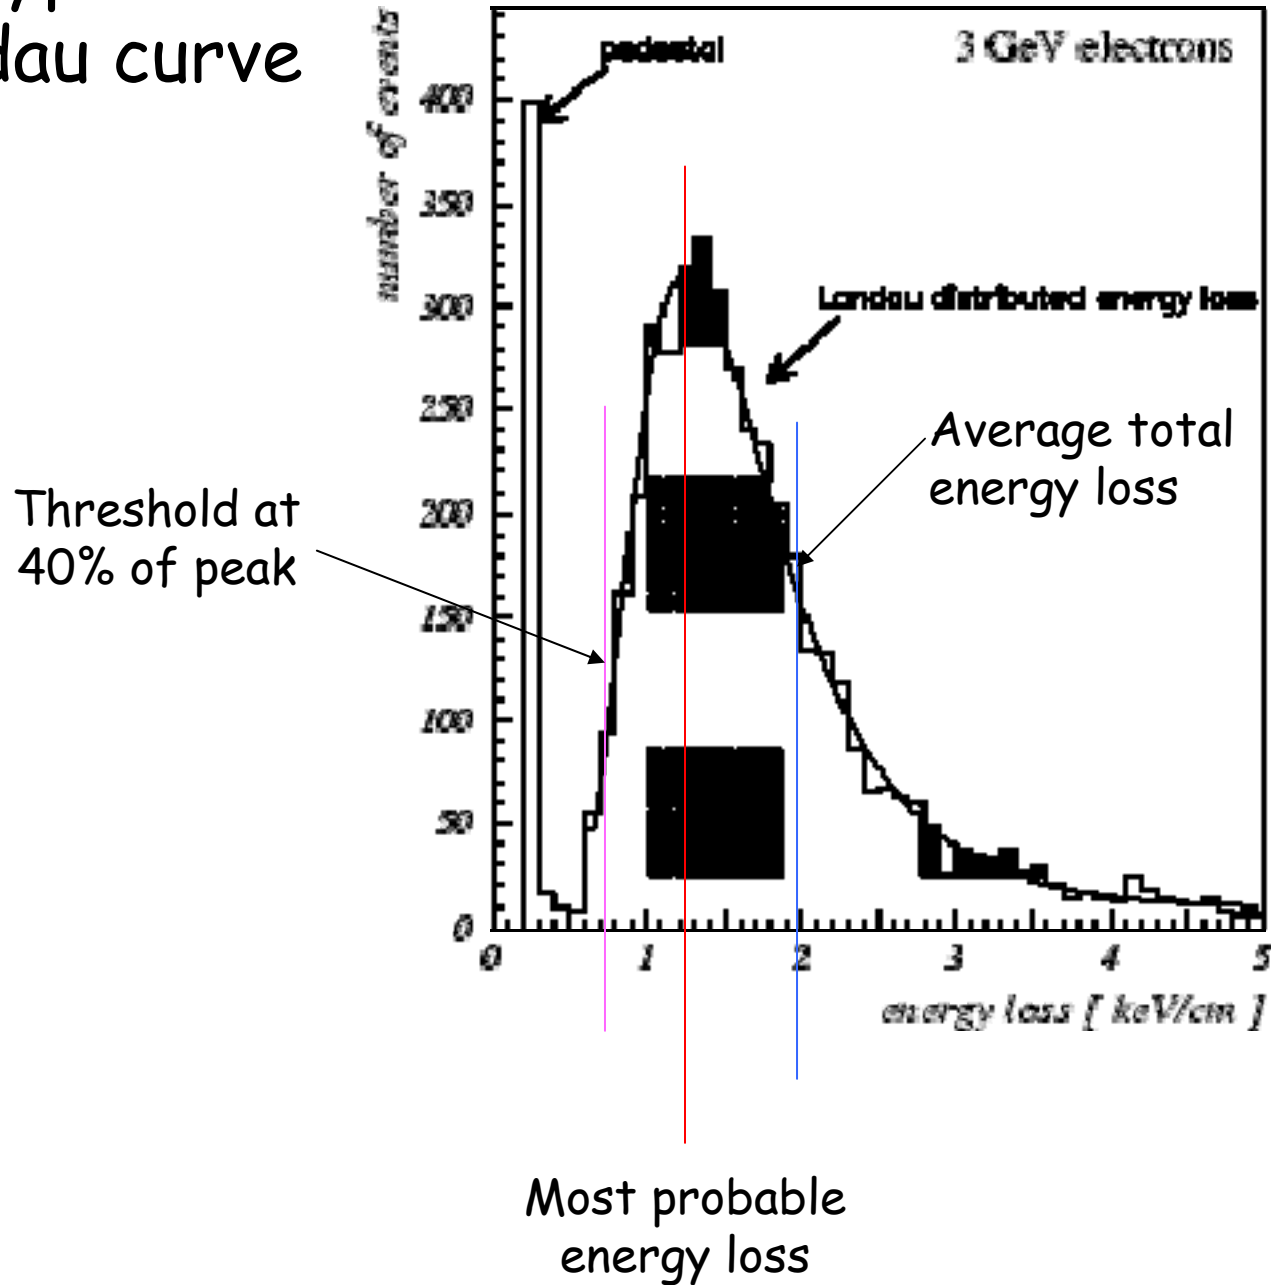 dau curve
pedestal
3 GeV electrons
number of events
400
350
300
250
200
150
100
50
0
Landau distributed energy loss
Average total
energy loss
Threshold at
40% of peak
0 1 2 3 4 5
energy loss [ keV/cm ]
Most probable
energy loss